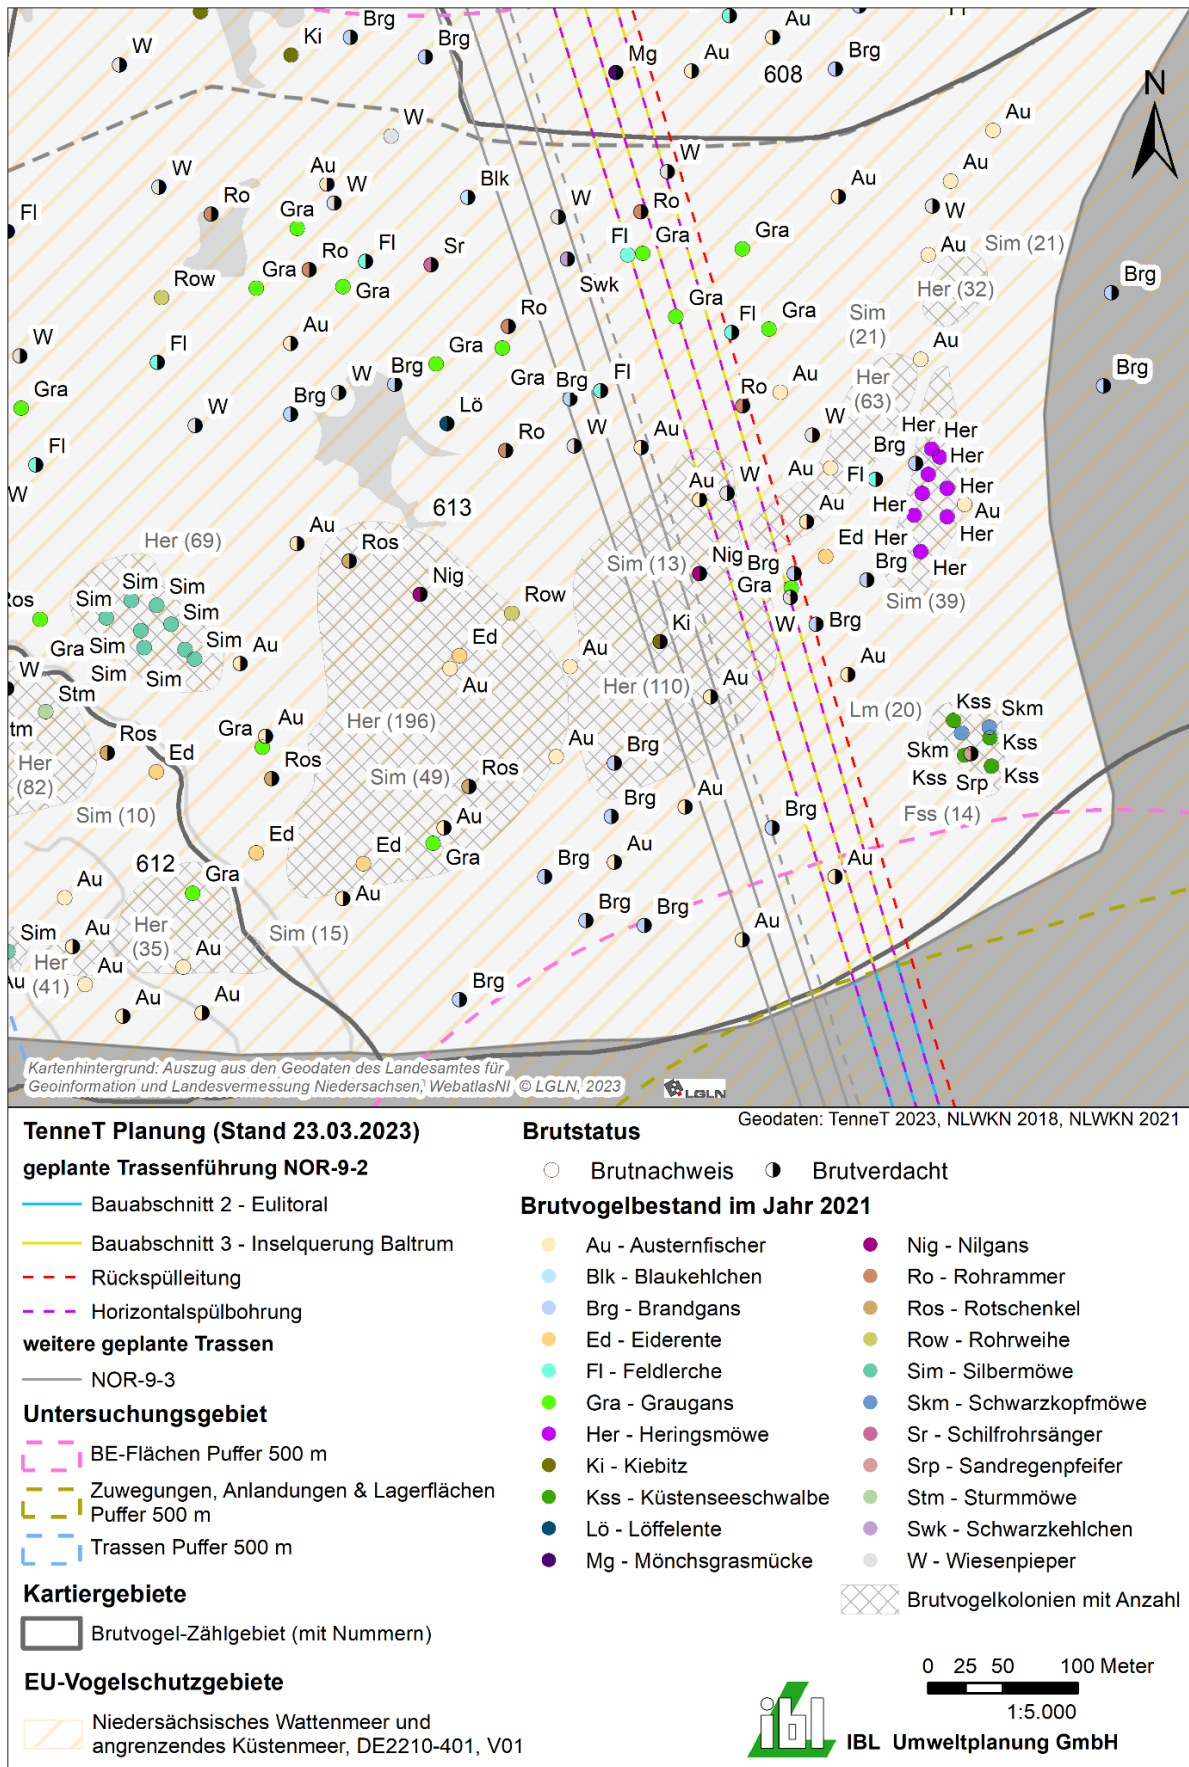 Ki
Brg
Au
Fl
W
Brg
Mg
Au
Brg
608
N
W
Au
W
W
Au
W
Blk
W
Au
Au
Fl
Ro
Gra
W
Ro
W
Fl
Gra
Gra
Au
Sim (21)
Row
Gra
Ro
Fl
Sr
Swk
Her (32)
Brg
Gra
Gra
Fl
Gra
Sim
(21)
W
Fl
Au
Ro
Au
Gra
W
Brg
Gra
Gra
Brg
Fl
Ro
Au
Her
(63)
Brg
W
Brg
Lö
Fl
Ro
W
Au
W
Her
Her
Brg
Her
W
Au
W
Au
Fl
Her
613
Au
Her
Au
Her (69)
Au
Ros
Ed
Her
Her
Sim
Sim
Nig
Sim (13)
Nig
Brg
Brg
Her
Ros
Sim
Sim
Row
Gra
Sim (39)
Gra
Sim
Sim
Au
Ed
Ki
W
Brg
W
Sim
Sim
Au
Au
Au
Au
Stm
Her (110)
Lm (20)
Kss
Skm
tm
Ros
Gra
Au
Her (196)
Au
Brg
Skm
Kss
Her
(82)
Ed
Ros
Sim (49)
Ros
Kss
Srp
Kss
Sim (10)
Brg
Au
Brg
Fss (14)
Ed
Au
612
Gra
Ed
Gra
Brg
Au
Au
Au
Au
Brg
Brg
Au
Sim
Her
(35)
Sim (15)
Her
(41)
Au
Au
Au
Au
Au
Brg
Kartenhintergrund: Auszug aus den Geodaten des Landesamtes für
Geoinformation und Landesvermessung Niedersachsen, WebatlasNI © LGLN, 2023
LGLN
Geodaten: TenneT 2023, NLWKN 2018, NLWKN 2021
TenneT Planung (Stand 23.03.2023)
geplante Trassenführung NOR-9-2
Bauabschnitt 2 - Eulitoral
Bauabschnitt 3 - Inselquerung Baltrum
Rückspülleitung
Horizontalspülbohrung
weitere geplante Trassen
NOR-9-3
Untersuchungsgebiet
BE-Flächen Puffer 500 m
Zuwegungen, Anlandungen & Lagerflächen
Puffer 500 m
Trassen Puffer 500 m
Kartiergebiete
Brutvogel-Zählgebiet (mit Nummern)
EU-Vogelschutzgebiete
Niedersächsisches Wattenmeer und
angrenzendes Küstenmeer, DE2210-401, V01
Brutstatus
Brutnachweis
Brutverdacht
Brutvogelbestand im Jahr 2021
Au - Austernfischer
Blk - Blaukehlchen
Brg - Brandgans
Ed - Eiderente
Fl - Feldlerche
Gra - Graugans
Her - Heringsmöwe
Ki - Kiebitz
Kss - Küstenseeschwalbe
Lö - Löffelente
Mg - Mönchsgrasmücke
Nig - Nilgans
Ro - Rohrammer
Ros - Rotschenkel
Row - Rohrweihe
Sim - Silbermöwe
Skm - Schwarzkopfmöwe
Sr - Schilfrohrsänger
Srp - Sandregenpfeifer
Stm - Sturmmöwe
Swk - Schwarzkehlchen
W - Wiesenpieper
Brutvogelkolonien mit Anzahl
0 25 50 100 Meter
1:5.000
ibl
IBL Umweltplanung GmbH